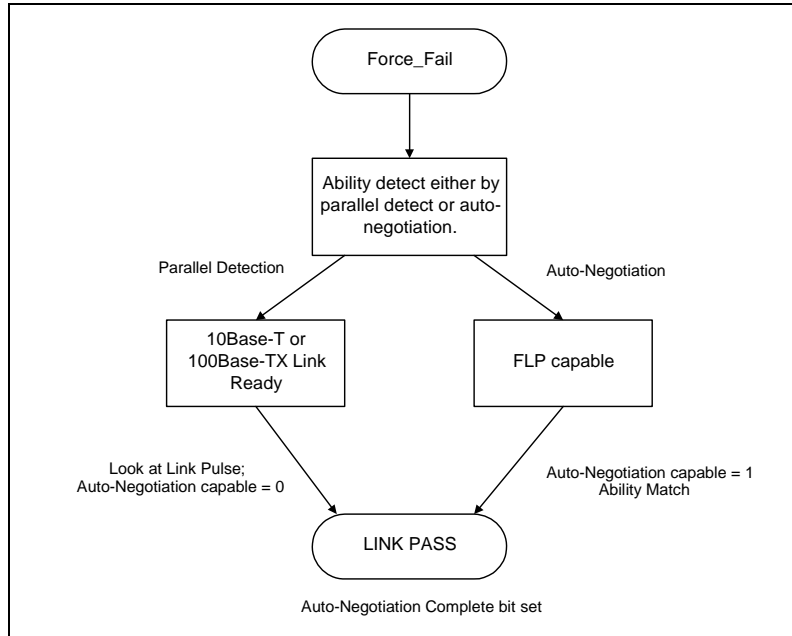 Force_Fail
Ability detect either by
parallel detect or auto-
negotiation.
Parallel Detection
Auto-Negotiation
10Base-T or
100Base-TX Link
Ready
FLP capable
Look at Link Pulse;
Auto-Negotiation capable = 0
Auto-Negotiation capable = 1
Ability Match
LINK PASS
Auto-Negotiation Complete bit set